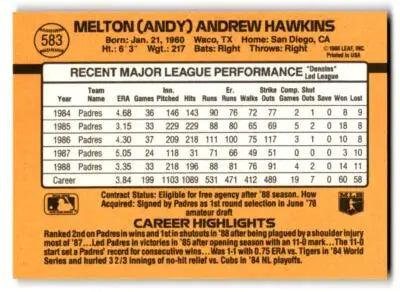 583
MELTON (ANDY) ANDREW HAWKINS
Born: Jan. 21, 1960 Waco, TX Home: San Diego, CA
Ht.: 6'3" Wgt.: 217 Bats: Right Throws: Right
© 1988 LEAF, INC.
Printed in USA
RECENT MAJOR LEAGUE PERFORMANCE
"Denotes"
Led League
Year Team Name ERA Games Inn. Pitched Hits Runs Er. Runs Walks Strike Outs Comp. Games Shut Outs Save Won Lost
1984 Padres 4.68 36 146 143 90 76 72 77 2 1 0 8 9
1985 Padres 3.15 33 229 229 88 80 65 69 5 2 0 18 8
1986 Padres 4.30 37 209 218 111 100 75 117 3 1 0 10 8
1987 Padres 5.05 24 118 131 71 66 49 51 0 0 0 3 10
1988 Padres 3.35 33 218 196 88 81 76 91 4 2 0 14 11
Career 3.84 199 1103 1089 531 471 412 489 7 60 58
Contract Status: Eligible for free agency after '88 season. How
Acquired: Signed by Padres as 1st round selection in June '78
amateur draft
MLB
CAREER HIGHLIGHTS
Ranked 2nd on Padres in wins and 1st in shutouts in '88 after being plagued by a shoulder injury
most of '87...Led Padres in victories in '85 after opening season with an 11-0 mark...The 11-0
start set a Padres' record for consecutive wins...Was 1-1 with 0.75 ERA vs. Tigers in '84 World
Series and hurled 3 2/3 innings of no-hit relief vs. Cubs in '84 NL playoffs.